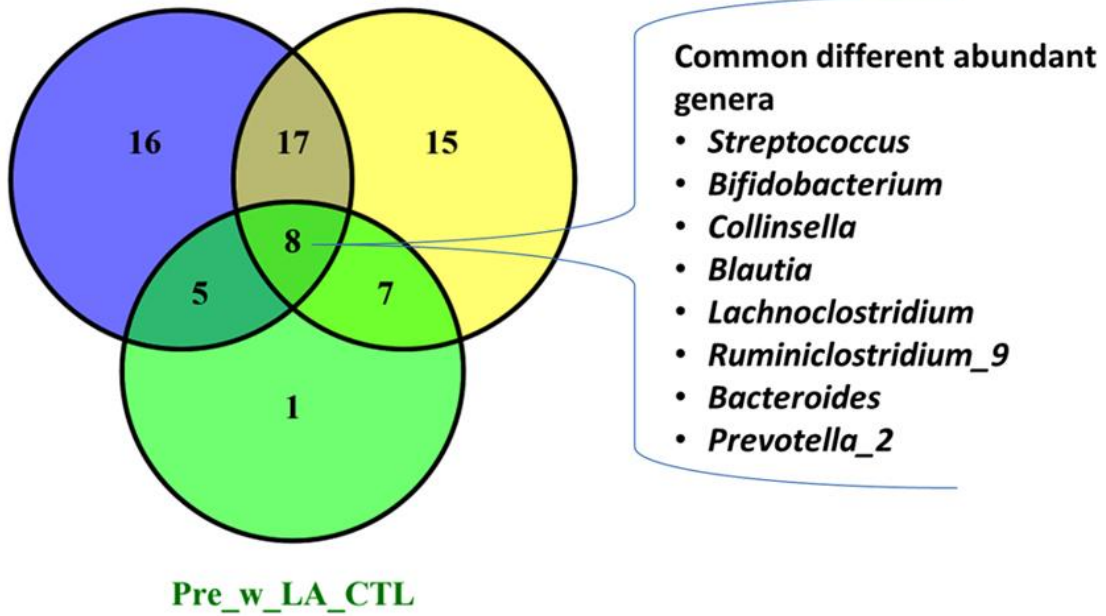 16
17
15
8
5
7
1
Pre_w_LA_CTL
Common different abundant
genera
• Streptococcus
• Bifidobacterium
• Collinsella
• Blautia
• Lachnoclostridium
• Ruminiclostridium_9
• Bacteroides
• Prevotella_2